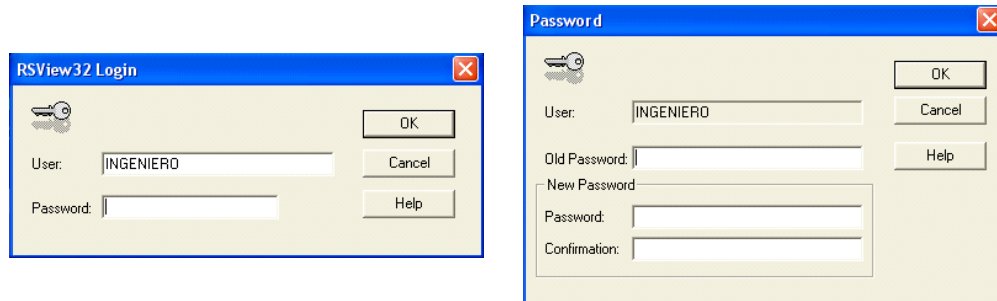 RSView32 Login
OK
User: INGENIERO
Cancel
Password:
Help
Password
OK
User: INGENIERO
Cancel
Old Password:
Help
New Password
Password:
Confirmation: